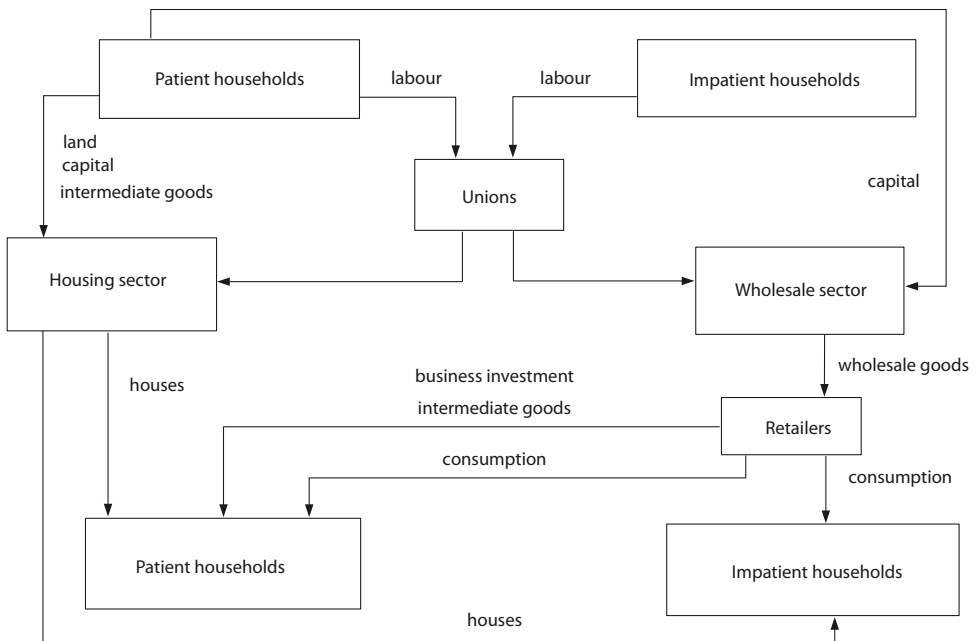 Patient households
Impatient households
labour
labour
land
capital
intermediate goods
capital
Unions
Housing sector
Wholesale sector
wholesale goods
houses
business investment
intermediate goods
Retailers
consumption
consumption
Patient households
Impatient households
houses